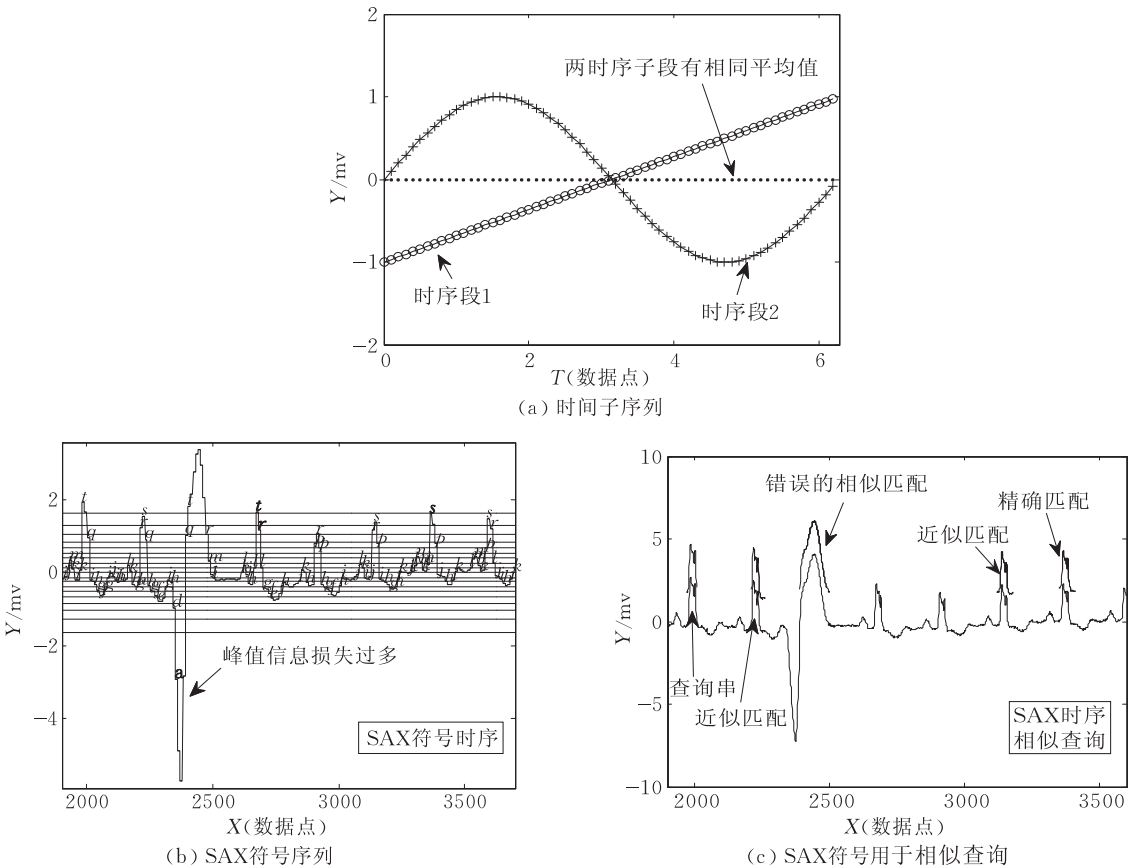 2
1
0
−1
−2
Y/mv
两时序子段有相同平均值
时序段1
时序段2
0 2 4 6
T(数据点)
(a) 时间子序列
2
0
−2
−4
Y/mv
峰值信息损失过多
a
SAX符号时序
2000 2500 3000 3500
X(数据点)
(b) SAX符号序列
10
5
0
−5
−10
Y/mv
错误的相似匹配
精确匹配
近似匹配
查询串
近似匹配
SAX时序
相似查询
2000 2500 3000 3500
X(数据点)
(c) SAX符号用于相似查询